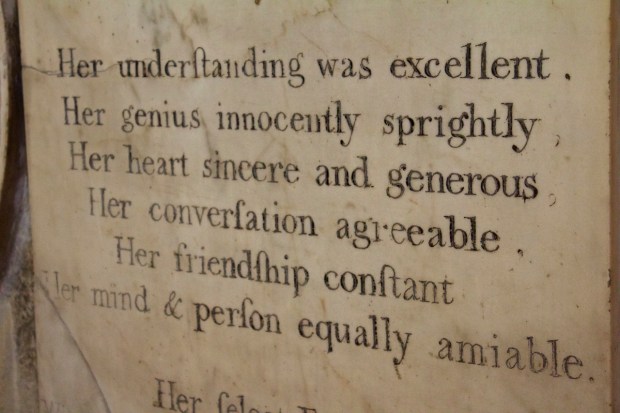 Her underſtanding was excellent.
Her genius innocently sprightly,
Her heart sincere and generous,
Her converſation agreeable,
Her friendſhip conſtant
Her mind & perſon equally amiable.
Her